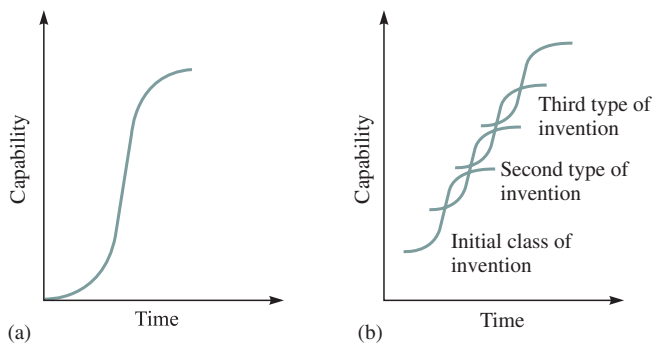 Capability
Time
(a)
Capability
Third type of
invention
Second type of
invention
Initial class of
invention
Time
(b)